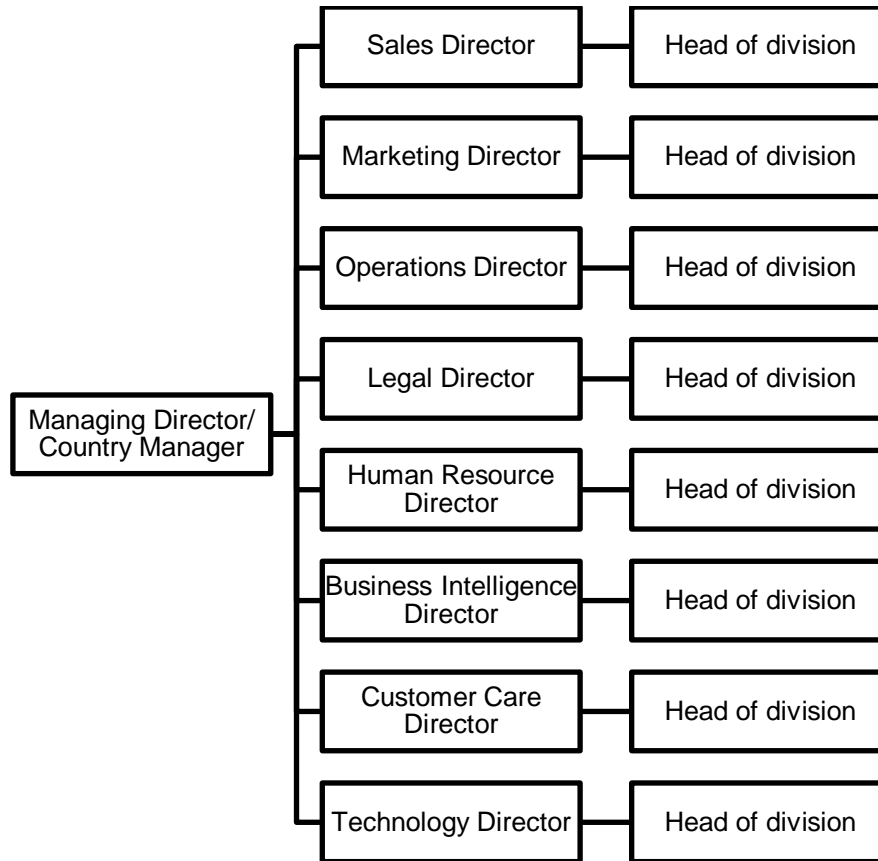 Sales Director
Head of division
Marketing Director
Head of division
Operations Director
Head of division
Legal Director
Head of division
Managing Director/
Country Manager
Human Resource
Director
Head of division
Business Intelligence
Director
Head of division
Customer Care
Director
Head of division
Technology Director
Head of division